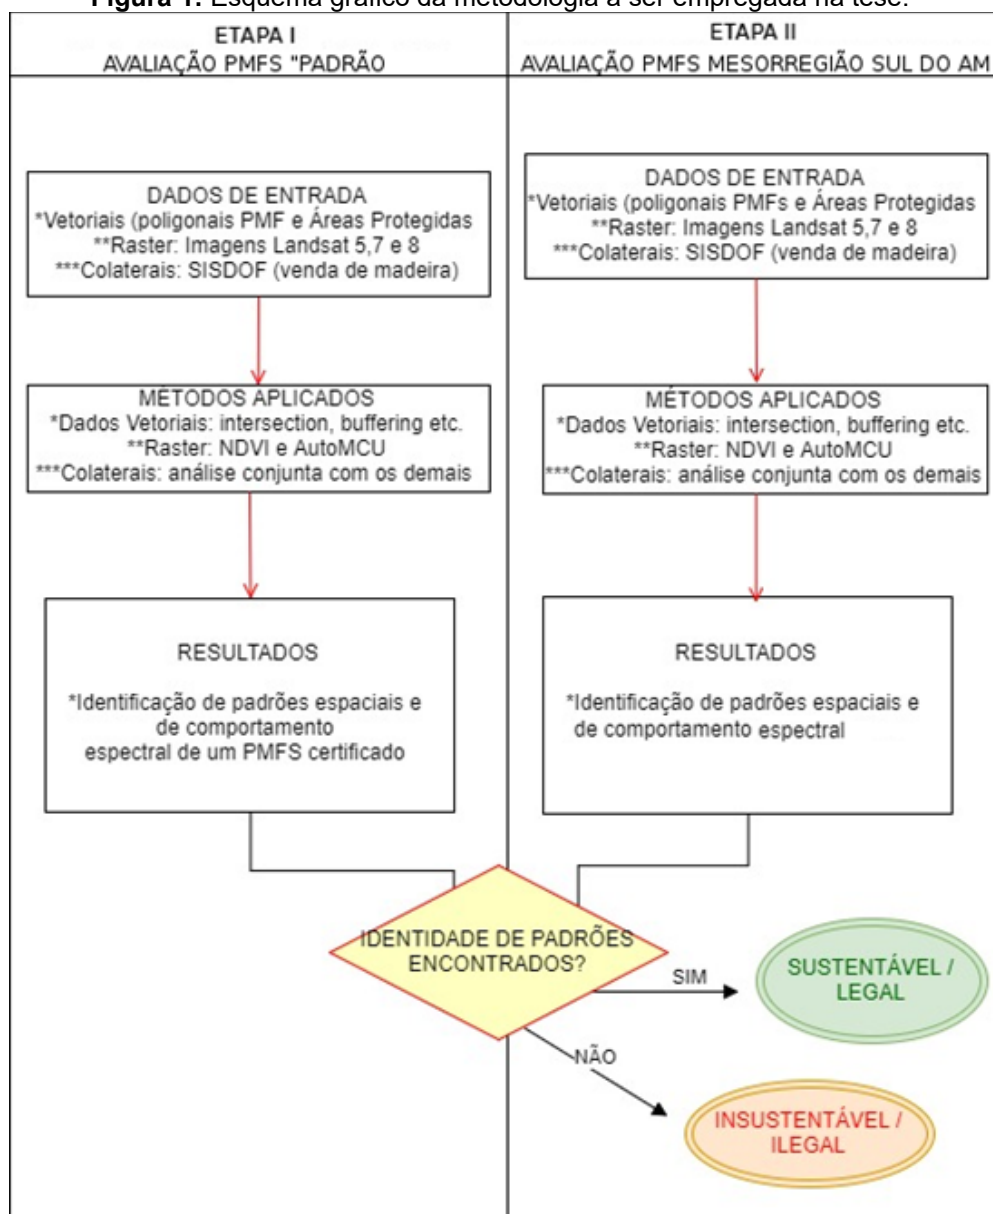 Figura 1. Esquema gráfico da metodologia a ser empregada na tese.
ETAPA I
AVALIAÇÃO PMFS "PADRÃO
DADOS DE ENTRADA
*Vetoriais (poligonais PMF e Áreas Protegidas
**Raster: Imagens Landsat 5,7 e 8
***Colaterais: SISDOF (venda de madeira)
MÉTODOS APLICADOS
*Dados Vetoriais: intersection, buffering etc.
**Raster: NDVI e AutoMCU
***Colaterais: análise conjunta com os demais
RESULTADOS
*Identificação de padrões espaciais e
de comportamento
espectral de um PMFS certificado
ETAPA II
AVALIAÇÃO PMFS MESORREGIÃO SUL DO AM
DADOS DE ENTRADA
*Vetoriais (poligonais PMFs e Áreas Protegidas
**Raster: Imagens Landsat 5,7 e 8
***Colaterais: SISDOF (venda de madeira)
MÉTODOS APLICADOS
*Dados Vetoriais: intersection, buffering etc.
**Raster: NDVI e AutoMCU
***Colaterais: análise conjunta com os demais
RESULTADOS
*Identificação de padrões espaciais e
de comportamento espectral
IDENTIDADE DE PADRÕES
ENCONTRADOS?
SIM
SUSTENTÁVEL /
LEGAL
NÃO
INSUSTENTÁVEL /
ILEGAL